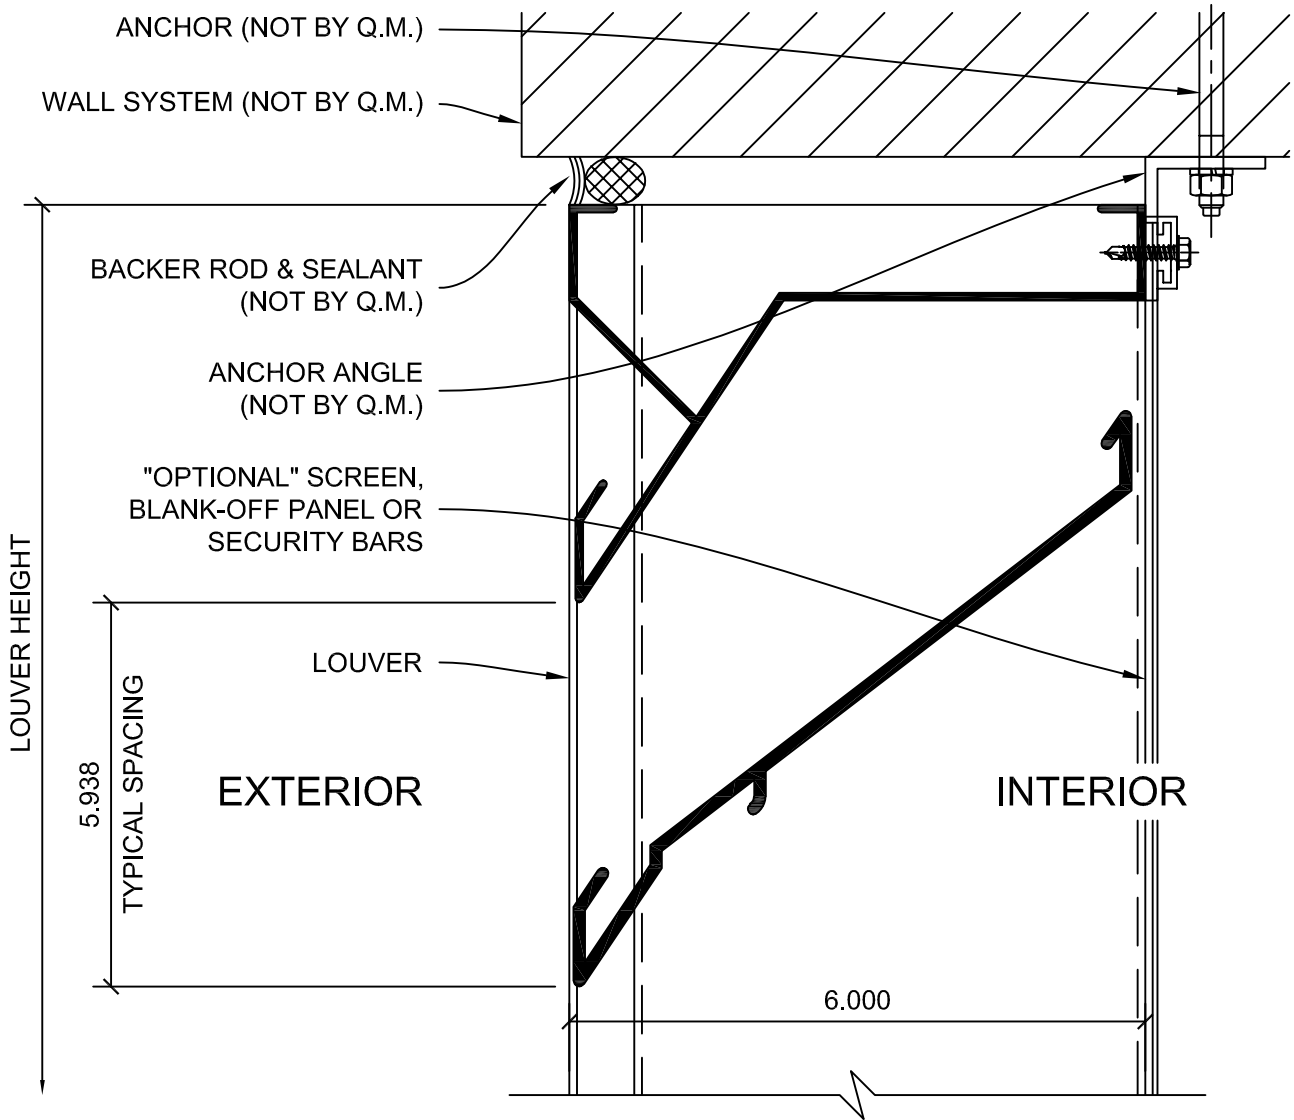 ANCHOR (NOT BY Q.M.)
WALL SYSTEM (NOT BY Q.M.)
BACKER ROD & SEALANT
(NOT BY Q.M.)
ANCHOR ANGLE
(NOT BY Q.M.)
"OPTIONAL" SCREEN,
BLANK-OFF PANEL OR
SECURITY BARS
LOUVER HEIGHT
LOUVER
5.938
TYPICAL SPACING
EXTERIOR
INTERIOR
6.000